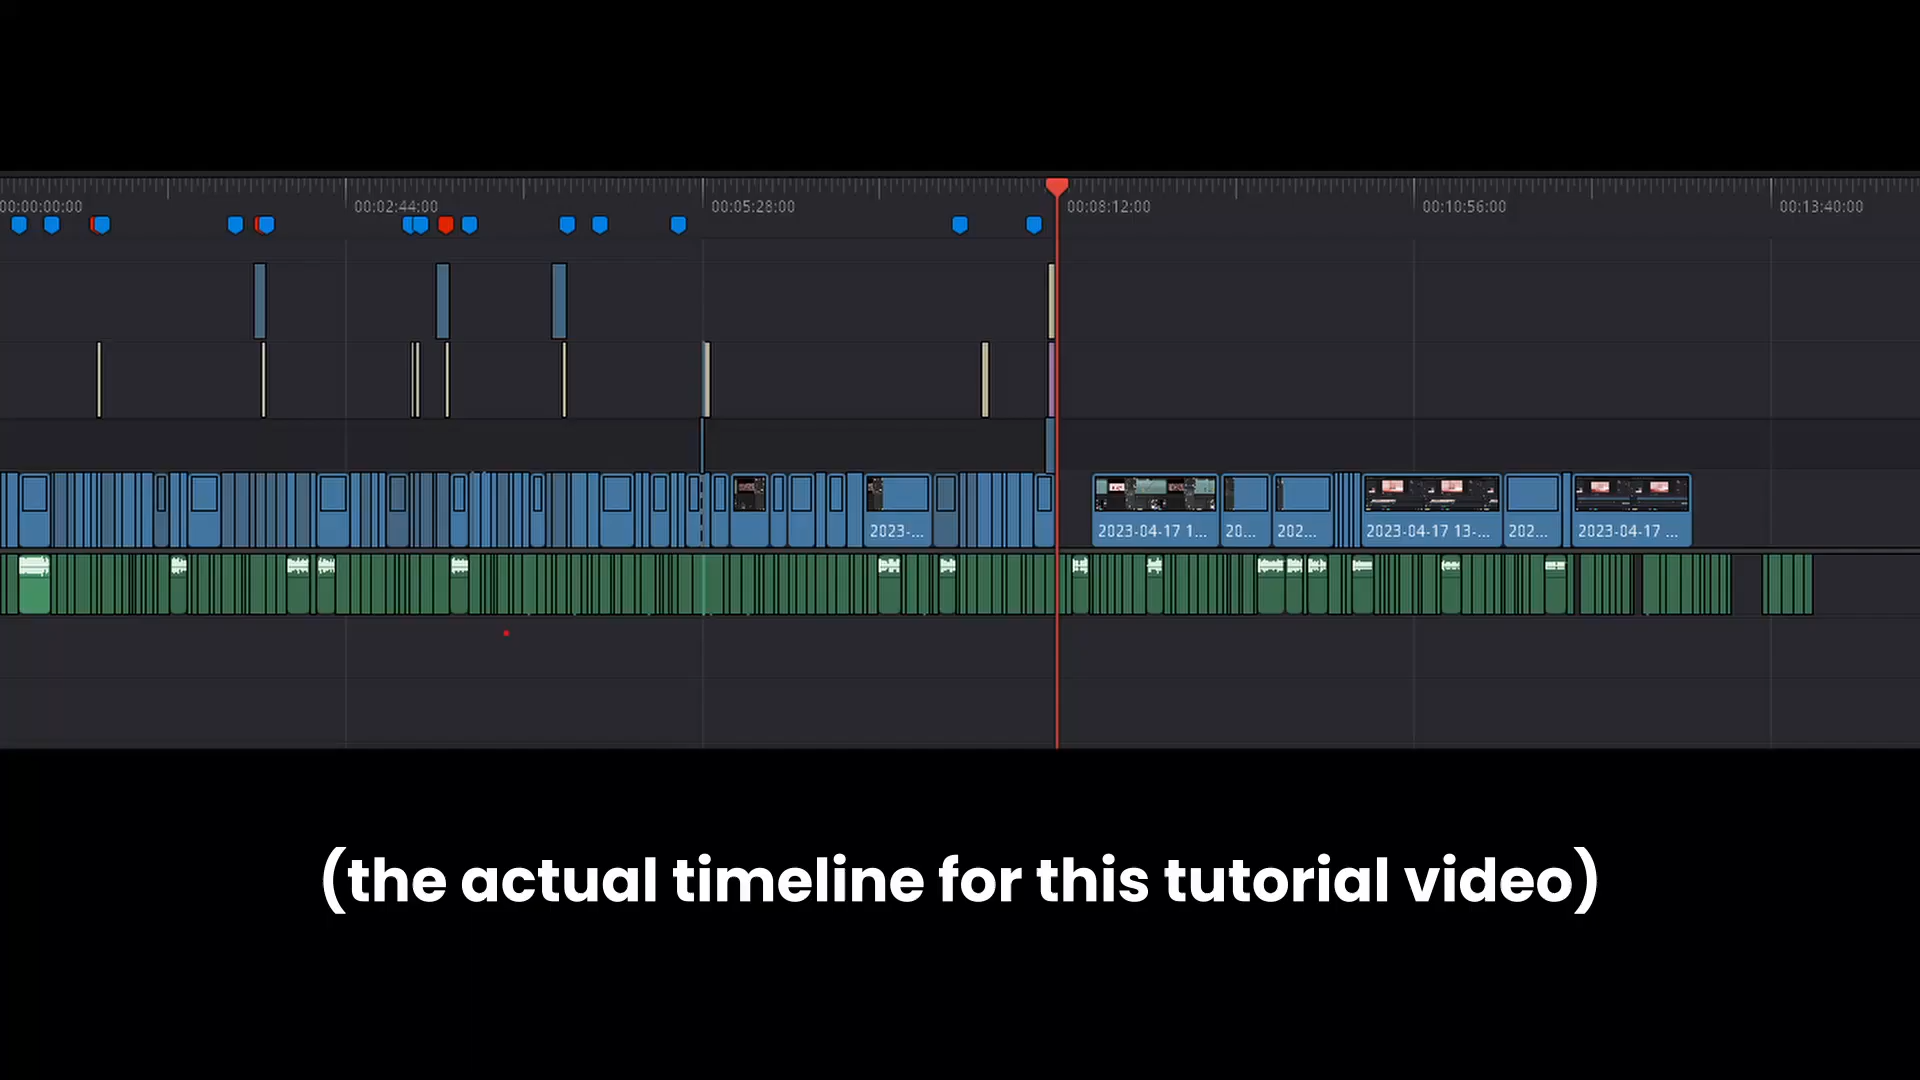 00:00:00:00 00:02:44:00 00:05:28:00 00:08:12:00 00:10:56:00 00:13:40:00
2023-... 2023-04-17 1... 20... 202... 2023-04-17 13-... 202... 2023-04-17 ...
(the actual timeline for this tutorial video)